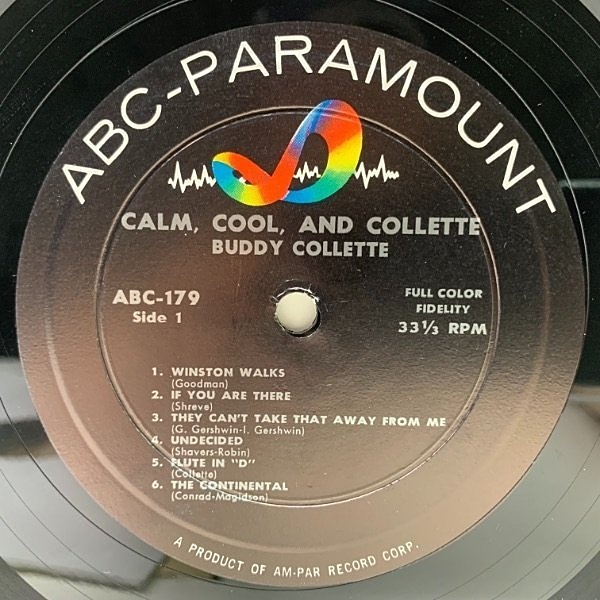 ABC-PARAMOUNT
CALM, COOL, AND COLLETTE
BUDDY COLLETTE
ABC-179
Side 1
FULL COLOR
FIDELITY
33⅓ RPM
1. WINSTON WALKS
(Goodman)
2. IF YOU ARE THERE
(Shreve)
3. THEY CAN'T TAKE THAT AWAY FROM ME
(G. Gershwin-I. Gershwin)
4. UNDECIDED
(Shavers-Robin)
5. FLUTE IN "D"
(Collette)
6. THE CONTINENTAL
(Conrad-Magidson)
A PRODUCT OF AM-PAR RECORD CORP.